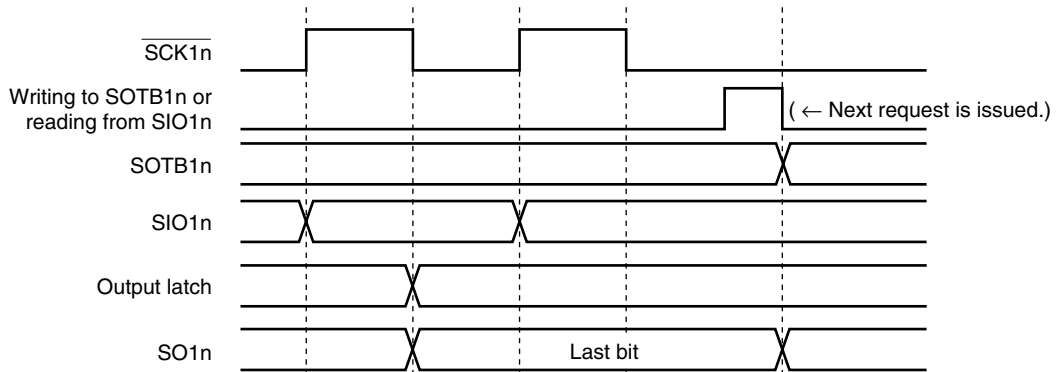 SCK1n
Writing to SOTB1n or
reading from SIO1n
( ← Next request is issued.)
SOTB1n
SIO1n
Output latch
SO1n
Last bit